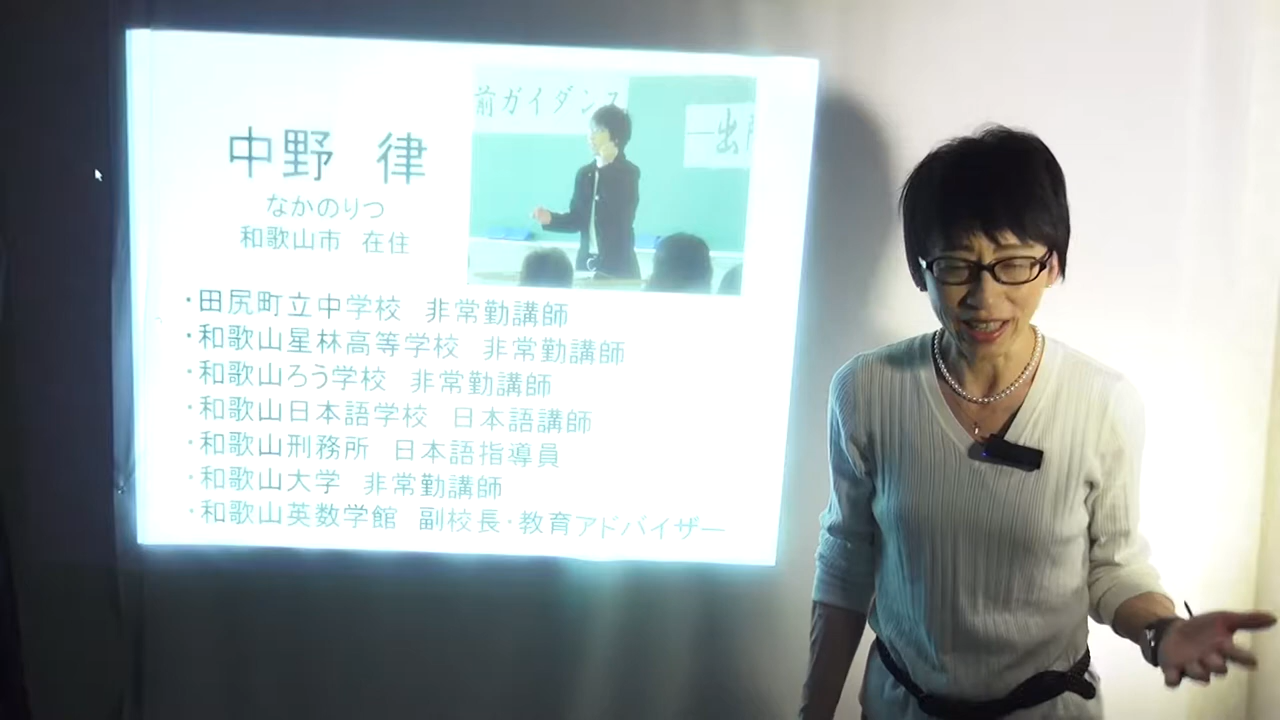 前ガイダンス
一出
中野 律
なかのりつ
和歌山市 在住
・田尻町立中学校 非常勤講師
・和歌山星林高等学校 非常勤講師
・和歌山ろう学校 非常勤講師
・和歌山日本語学校 日本語講師
・和歌山刑務所 日本語指導員
・和歌山大学 非常勤講師
・和歌山英数学館 副校長・教育アドバイザー